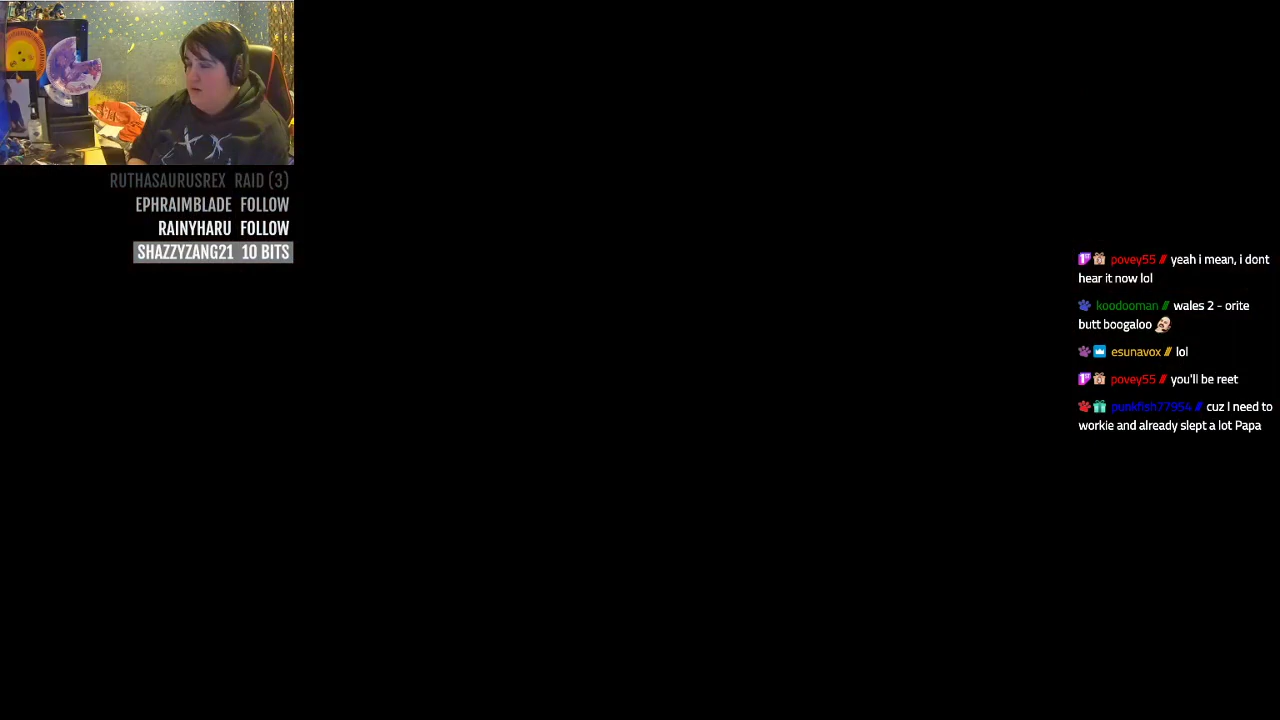 RUTHASAURUSREX RAID (3)
EPHRAIMBLADE FOLLOW
RAINYHARU FOLLOW
SHAZZYZANG21 10 BITS
povey55 // yeah i mean, i dont
hear it now lol
koodooman // wales 2 - orite
butt boogaloo
esunavox // lol
povey55 // you'll be reet
punkfish77954 // cuz I need to
workie and already slept a lot Papa